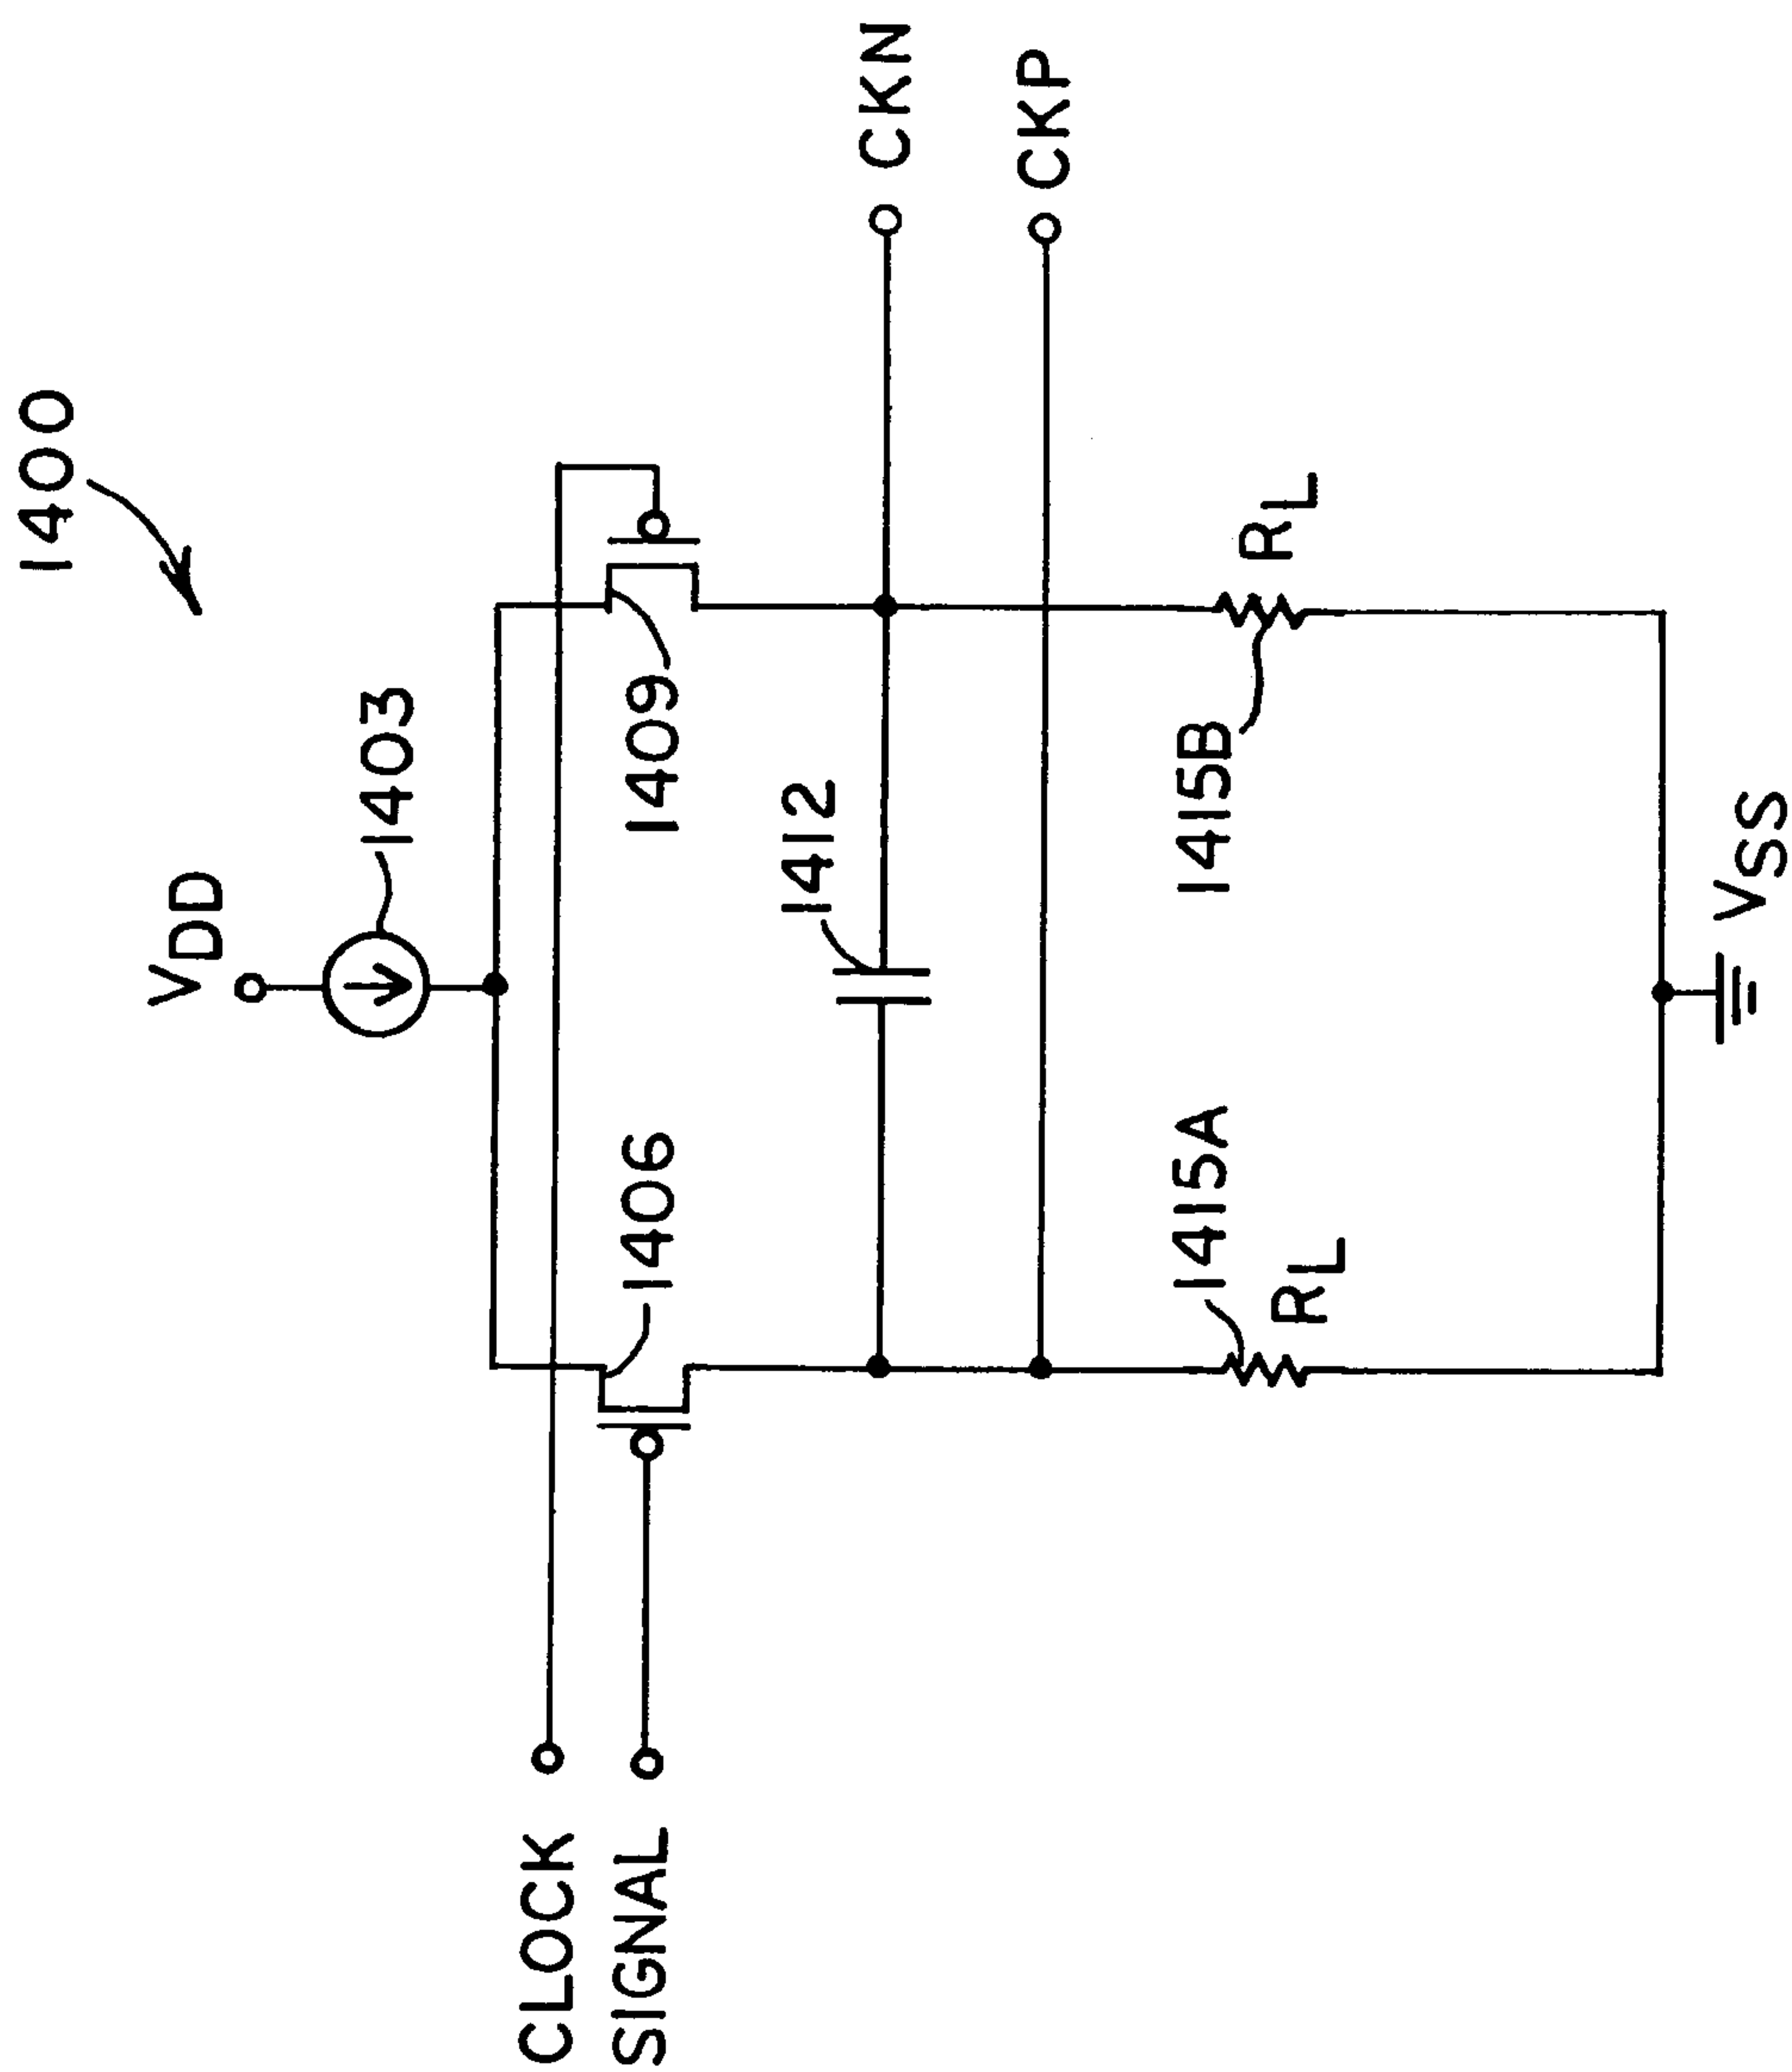 1400
VDD
1403
CLOCK
SIGNAL
1406
1409
1412
CKN
CKP
1415A
RL
1415B
RL
VSS